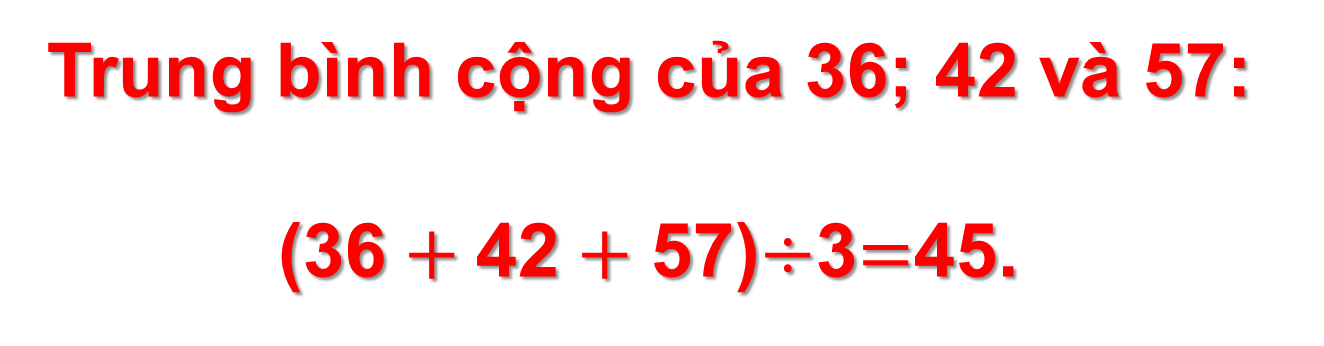 Trung bình cộng của 36; 42 và 57:
(36 + 42 + 57)÷3=45.